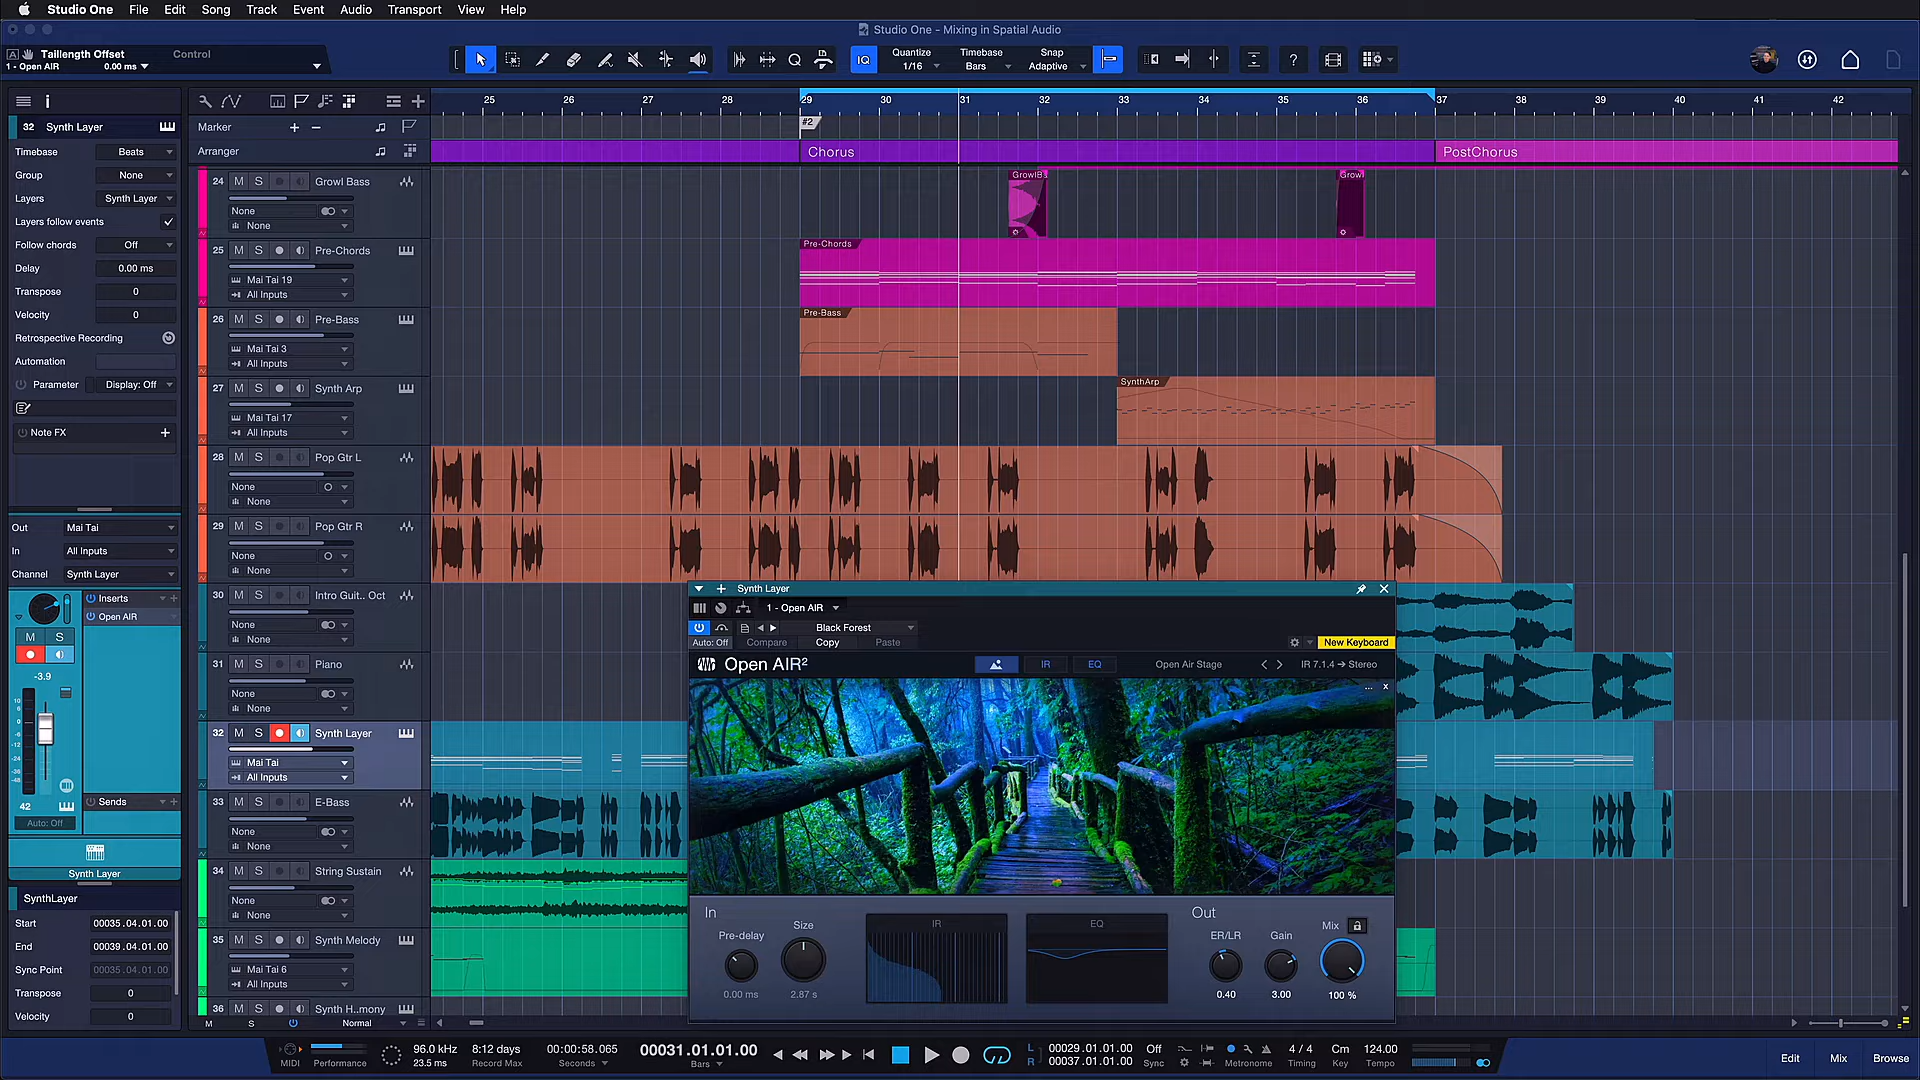 Studio One File Edit Song Track Event Audio Transport View Help
Studio One - Mixing in Spatial Audio
Taillength Offset Control
1 - Open AIR 0.00 ms
IQ Quantize 1/16 Timebase Bars Snap Adaptive ?
25 26 27 28 29 30 31 32 33 34 35 36 37 38 39 40 41 42
Marker + −
#2
Arranger
Chorus
PostChorus
32 Synth Layer
Timebase Beats
Group None
Layers Synth Layer
Layers follow events
Follow chords Off
Delay 0.00 ms
Transpose 0
Velocity 0
Retrospective Recording
Automation
Parameter Display: Off
Note FX +
Out Mai Tai
In All Inputs
Channel Synth Layer
Inserts
Open AIR
M S
-3.9
10
5
0
-6
-12
-24
-36
-48
42
Auto: Off
Sends
Synth Layer
SynthLayer
Start 00035.04.01.00
End 00039.04.01.00
Sync Point 00035.04.01.00
Transpose 0
Velocity 0
24 M S Growl Bass
None
None
25 M S Pre-Chords
Mai Tai 19
All Inputs
26 M S Pre-Bass
Mai Tai 3
All Inputs
27 M S Synth Arp
Mai Tai 17
All Inputs
28 M S Pop Gtr L
None
None
29 M S Pop Gtr R
None
None
30 M S Intro Guit.. Oct
None
None
31 M S Piano
None
None
32 M S Synth Layer
Mai Tai
All Inputs
33 M S E-Bass
None
None
34 M S String Sustain
None
None
35 M S Synth Melody
Mai Tai 6
All Inputs
36 M S Synth H..mony
M S Normal
GrowlB
Growl
Pre-Chords
Pre-Bass
SynthArp
Synth Layer
1 - Open AIR
Black Forest
Auto: Off Compare Copy Paste New Keyboard
Open AIR² IR EQ Open Air Stage IR 7.1.4 → Stereo
In
Pre-delay
0.00 ms
Size
2.87 s
IR
EQ
Out
ER/LR
0.40
Gain
3.00
Mix
100 %
MIDI Performance
96.0 kHz
23.5 ms
8:12 days
Record Max
00:00:58.065
Seconds
00031.01.01.00
Bars
L 00029.01.01.00
R 00037.01.01.00
Off
Sync
Metronome
4 / 4
Timing
Cm
Key
124.00
Tempo
Edit Mix Browse